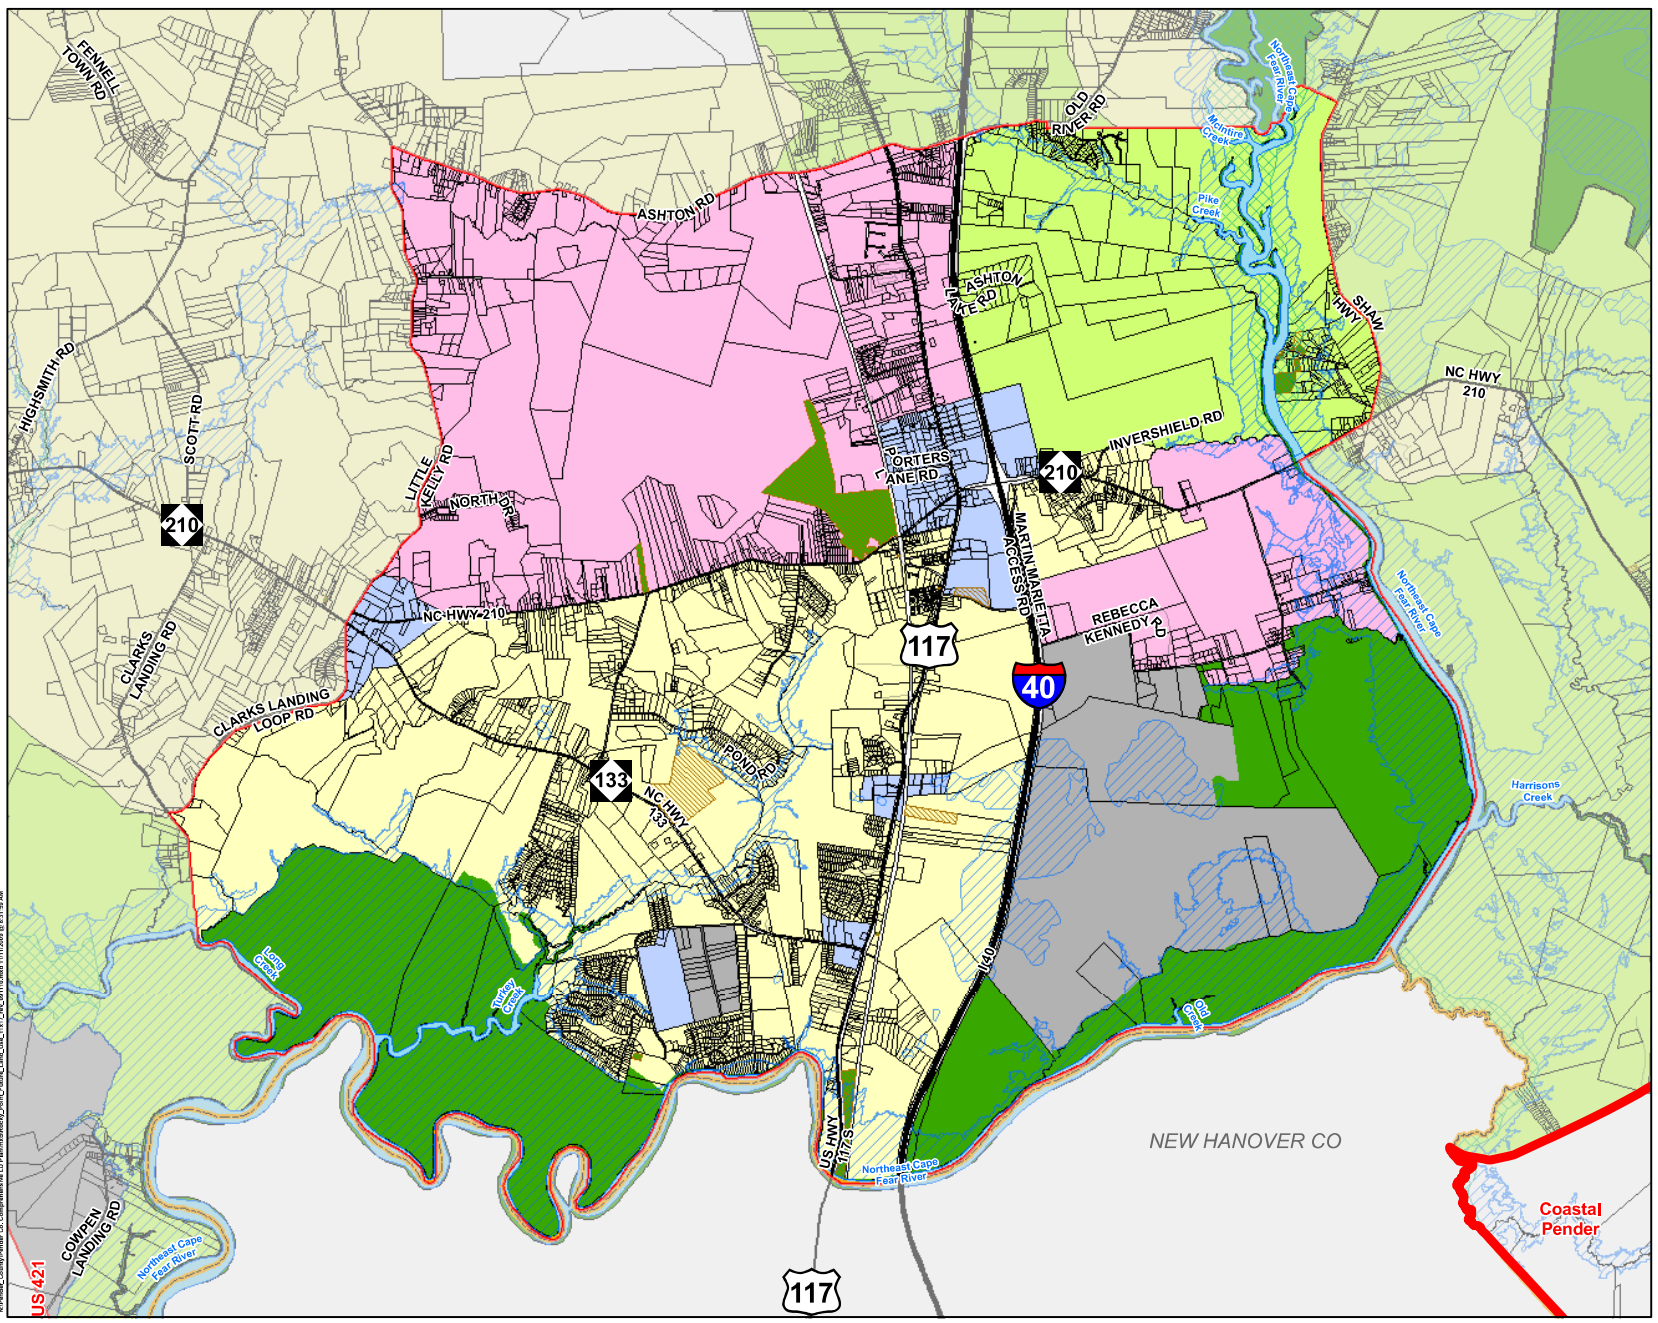 FENNELL
TOWN RD
OLD
RIVER RD
Northeast Cape
Fear River
McIntire
Creek
Pike
Creek
ASHTON RD
ASHTON
LAKE RD
SHAW
HWY
HIGHSMITH RD
SCOTT RD
LITTLE
KELLY RD
NORTH DR
PORTERS
LANE RD
INVERSHIELD RD
NC HWY
210
210
210
MARTIN MARIETTA
ACCESS RD
NC HWY 210
CLARKS
LANDING RD
CLARKS LANDING
LOOP RD
117
REBECCA
KENNEDY RD
40
Northeast Cape
Fear River
POND RD
133
NC HWY
133
Harrisons
Creek
Long
Creek
Turkey
Creek
I 40
Old
Creek
US HWY
117 S
Northeast Cape
Fear River
NEW HANOVER CO
COWPEN
LANDING RD
Northeast Cape
Fear River
US 421
Coastal
Pender
117